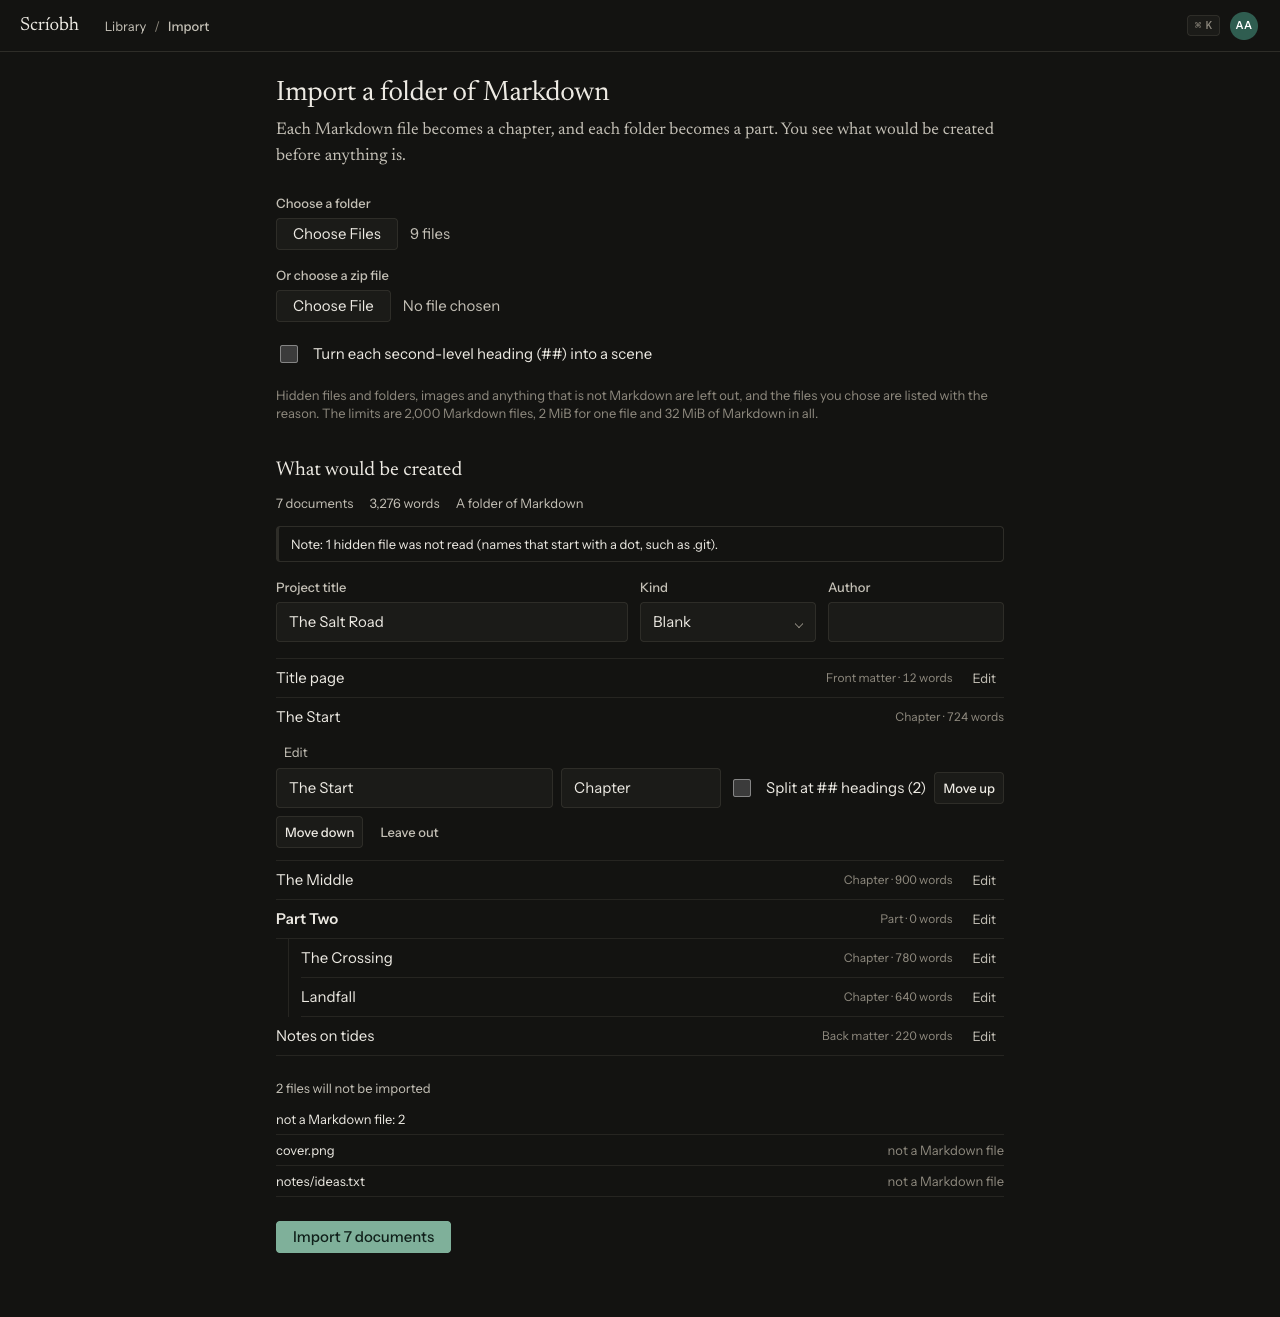 Scríobh
Library / Import
⌘ K
AA
Import a folder of Markdown
Each Markdown file becomes a chapter, and each folder becomes a part. You see what would be created
before anything is.
Choose a folder
Choose Files 9 files
Or choose a zip file
Choose File No file chosen
Turn each second-level heading (##) into a scene
Hidden files and folders, images and anything that is not Markdown are left out, and the files you chose are listed with the
reason. The limits are 2,000 Markdown files, 2 MiB for one file and 32 MiB of Markdown in all.
What would be created
7 documents 3,276 words A folder of Markdown
Note: 1 hidden file was not read (names that start with a dot, such as .git).
Project title Kind Author
The Salt Road Blank
Title page Front matter · 12 words Edit
The Start Chapter · 724 words
Edit
The Start Chapter Split at ## headings (2) Move up
Move down Leave out
The Middle Chapter · 900 words Edit
Part Two Part · 0 words Edit
The Crossing Chapter · 780 words Edit
Landfall Chapter · 640 words Edit
Notes on tides Back matter · 220 words Edit
2 files will not be imported
not a Markdown file: 2
cover.png not a Markdown file
notes/ideas.txt not a Markdown file
Import 7 documents